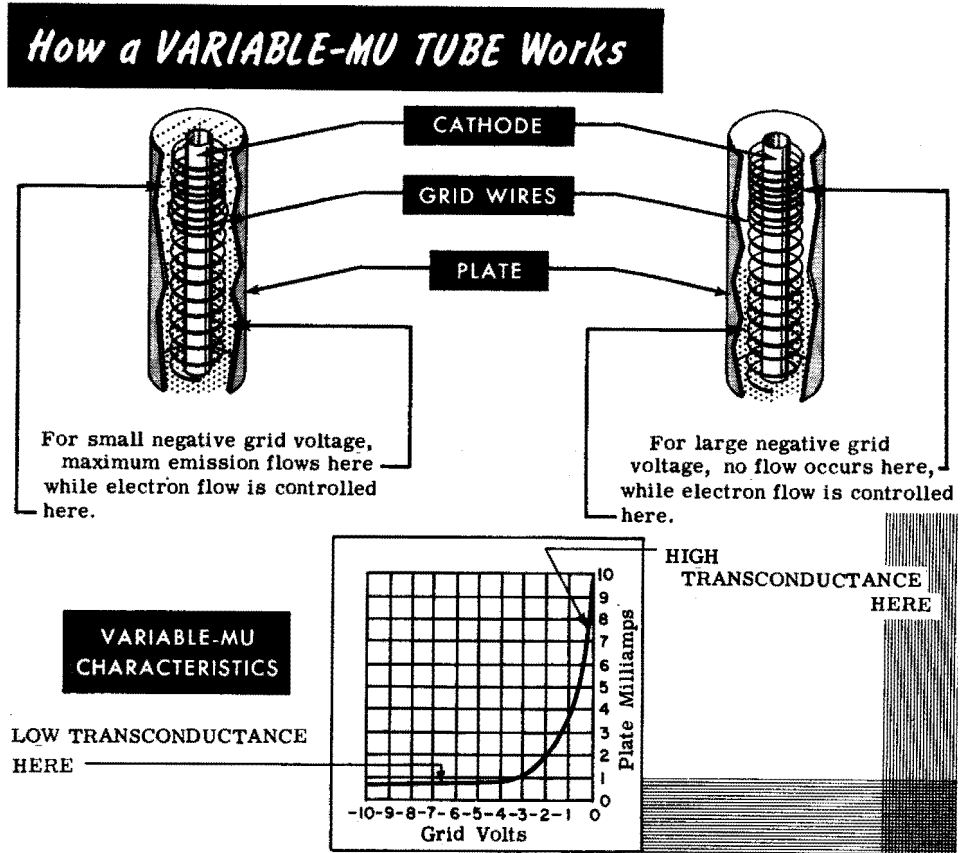 How a VARIABLE-MU TUBE Works
CATHODE
GRID WIRES
PLATE
For small negative grid voltage,
maximum emission flows here
while electron flow is controlled
here.
For large negative grid
voltage, no flow occurs here,
while electron flow is controlled
here.
VARIABLE-MU
CHARACTERISTICS
HIGH
TRANSCONDUCTANCE
HERE
LOW TRANSCONDUCTANCE
HERE
10
9
8
7
6
5
4
3
2
1
0
Plate Milliamps
-10-9-8-7-6-5-4-3-2-1 0
Grid Volts